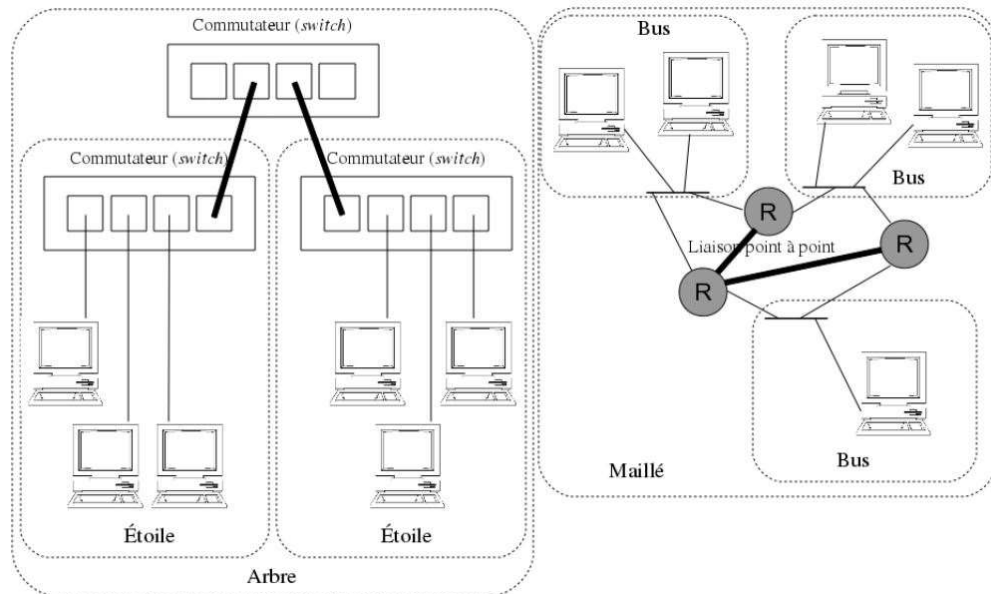 Commutateur (switch)
Commutateur (switch)
Commutateur (switch)
Étoile
Étoile
Arbre
Bus
Bus
R
Liaison point à point
R
R
Bus
Maillé